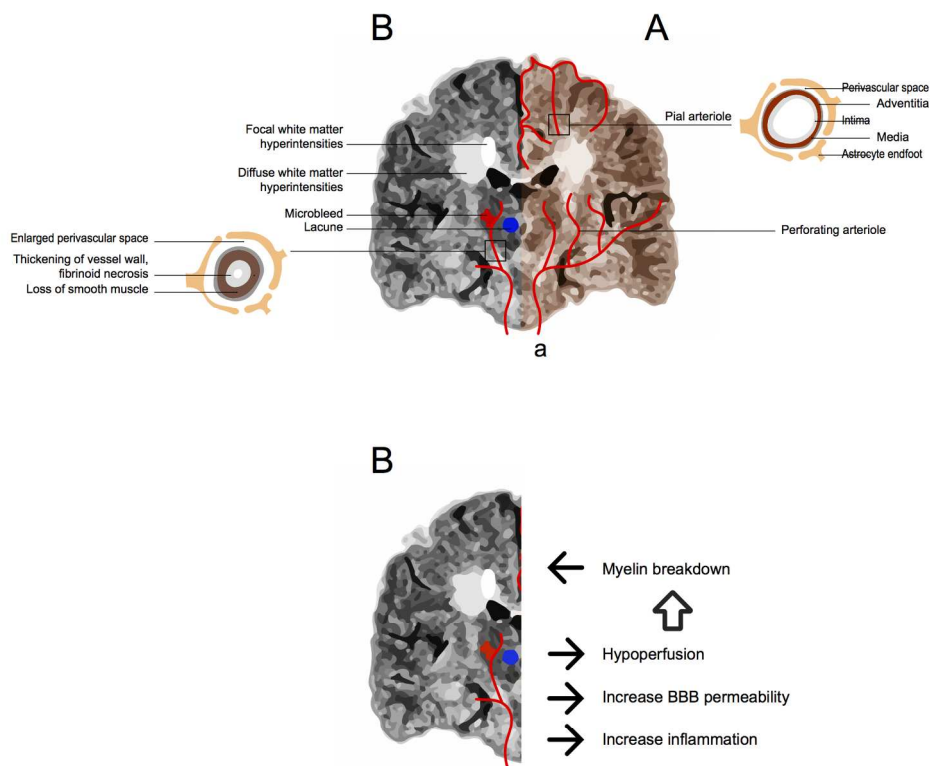 B
A
Perivascular space
Adventitia
Intima
Media
Astrocyte endfoot
Pial arteriole
Focal white matter
hyperintensities
Diffuse white matter
hyperintensities
Microbleed
Lacune
Perforating arteriole
Enlarged perivascular space
Thickening of vessel wall,
fibrinoid necrosis
Loss of smooth muscle
a
B
Myelin breakdown
Hypoperfusion
Increase BBB permeability
Increase inflammation